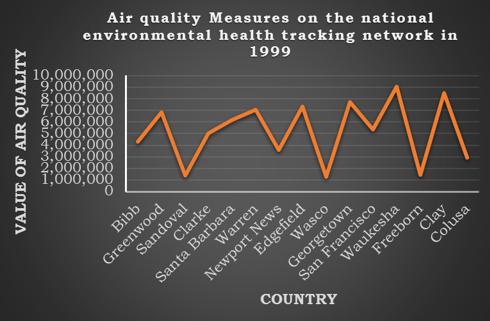 Air quality Measures on the national
environmental health tracking network in
1999
VALUE OF AIR QUALITY
10,000,000
9,000,000
8,000,000
7,000,000
6,000,000
5,000,000
4,000,000
3,000,000
2,000,000
1,000,000
0
Bibb
Greenwood
Sandoval
Clarke
Santa Barbara
Warren
Newport News
Edgefield
Wasco
Georgetown
San Francisco
Waukesha
Freeborn
Clay
Colusa
COUNTRY